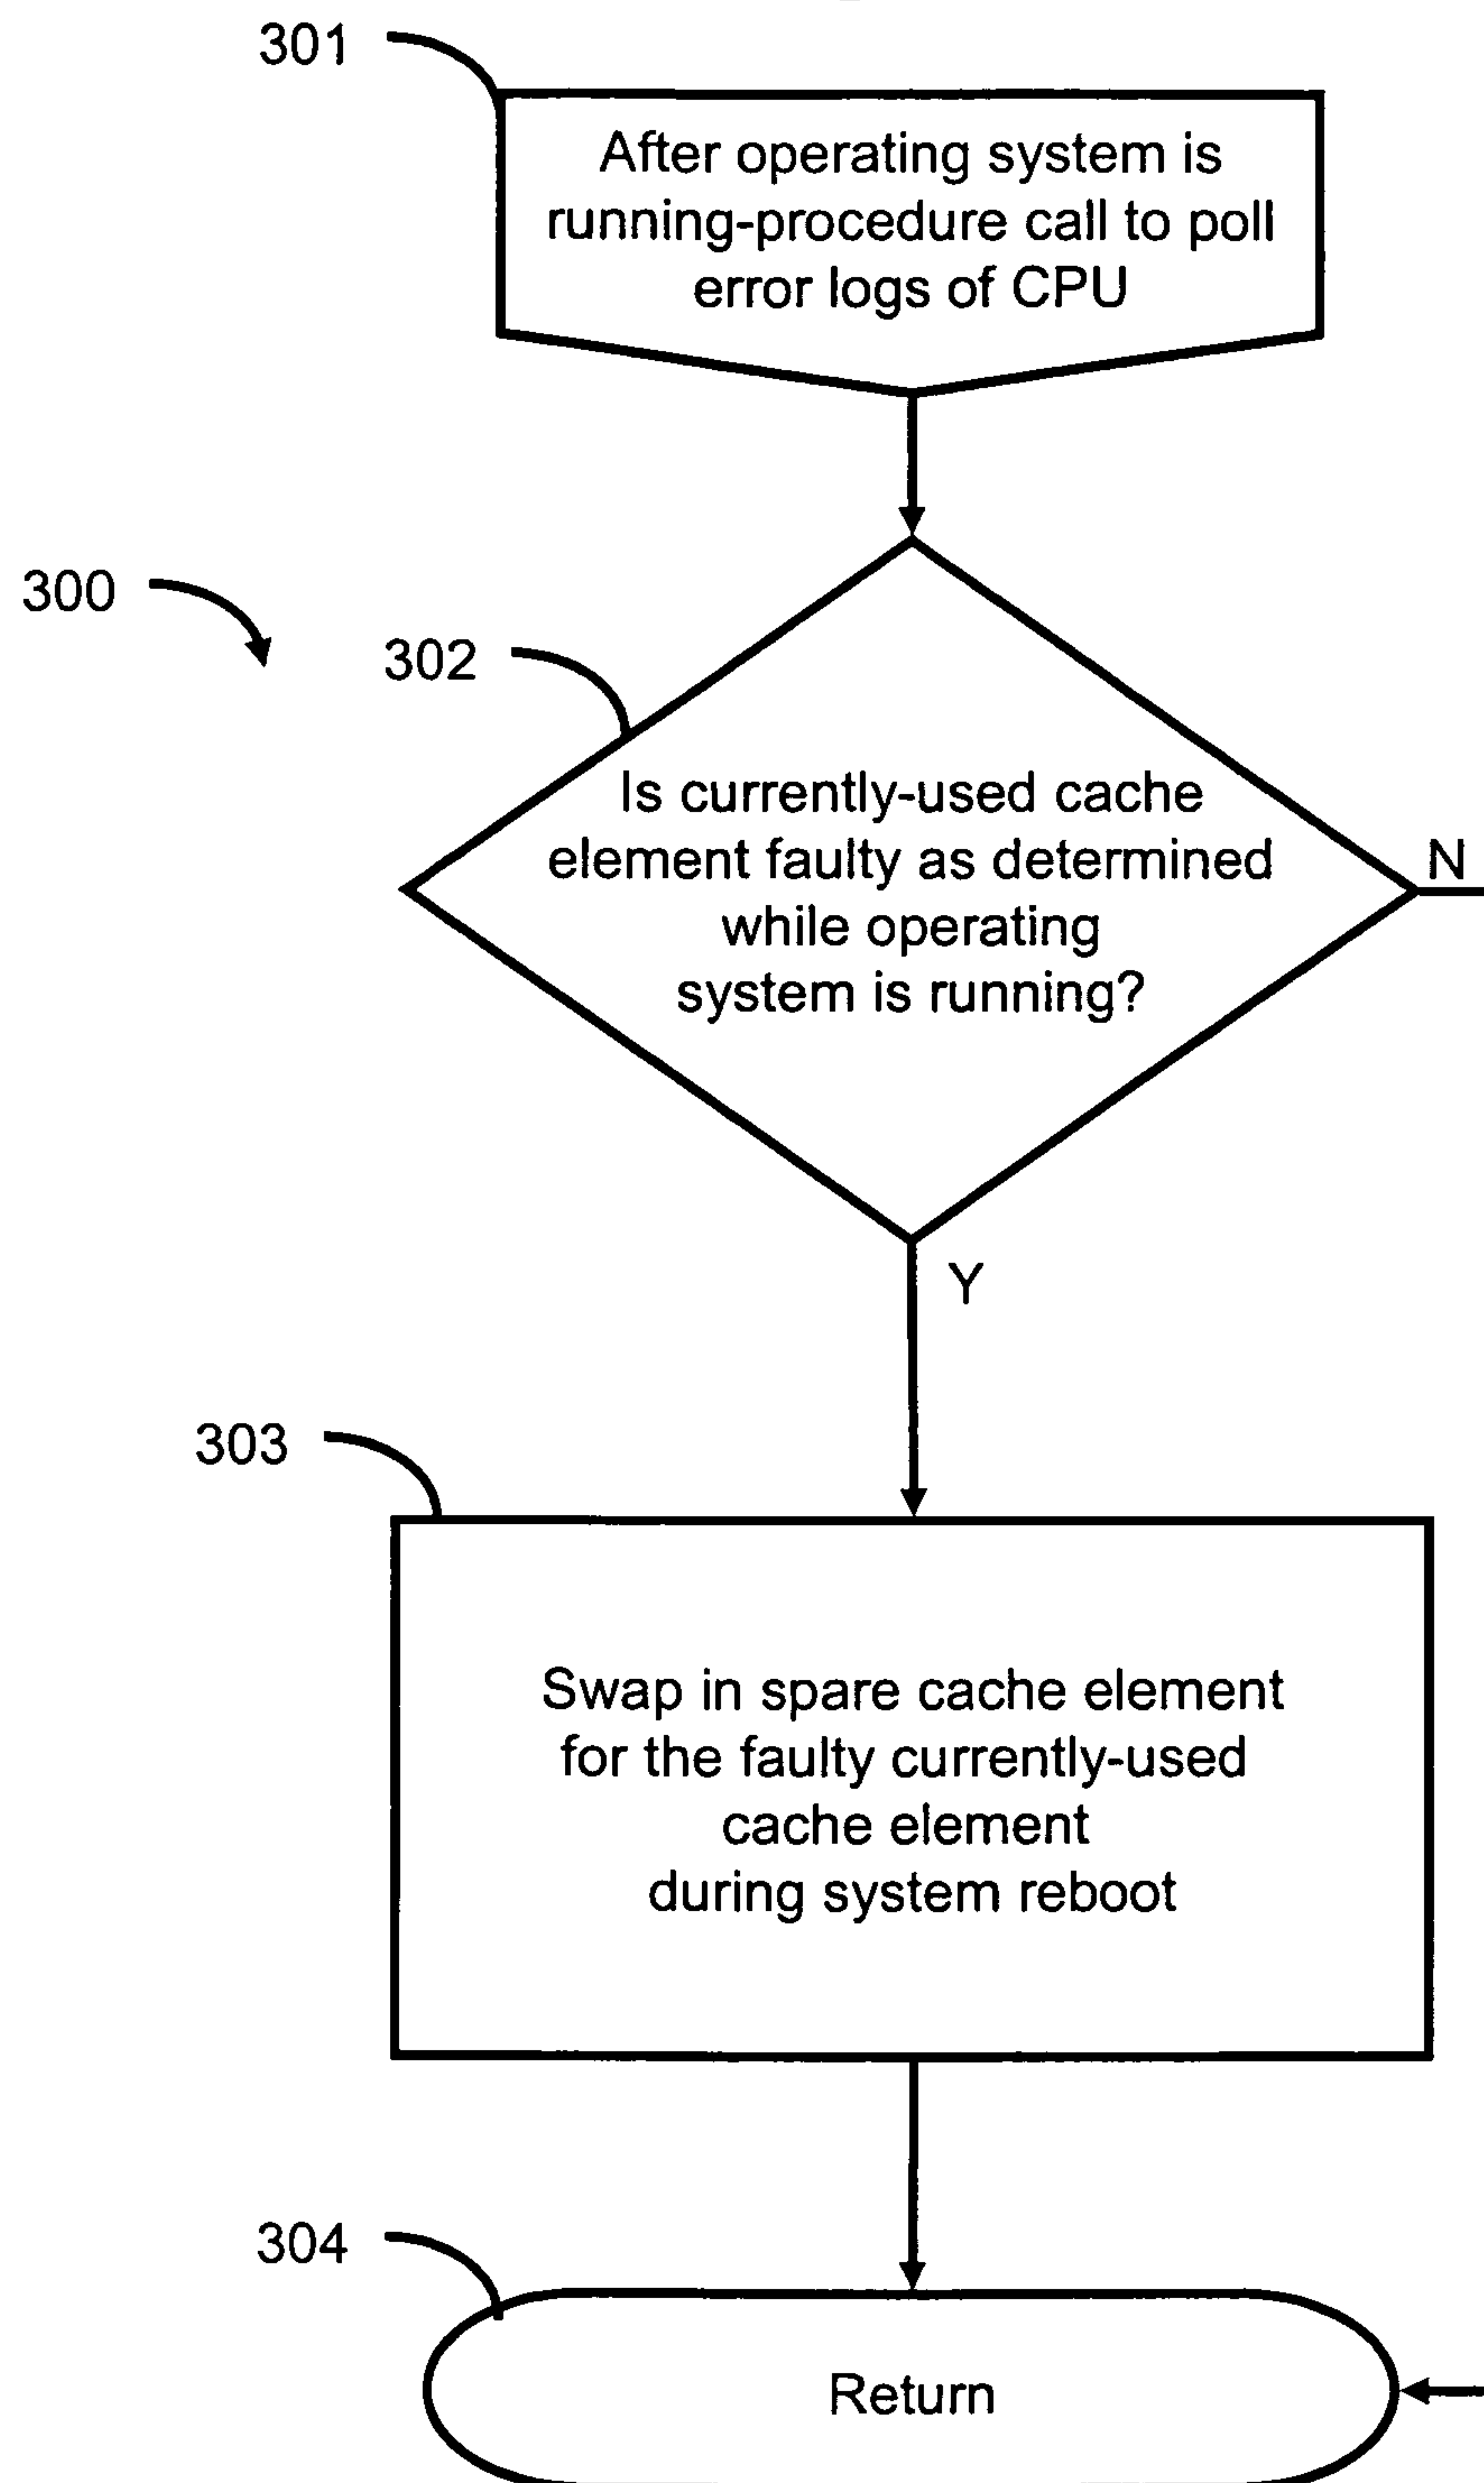 301
After operating system is
running-procedure call to poll
error logs of CPU
300
302
Is currently-used cache
element faulty as determined
while operating
system is running?
N
Y
303
Swap in spare cache element
for the faulty currently-used
cache element
during system reboot
304
Return